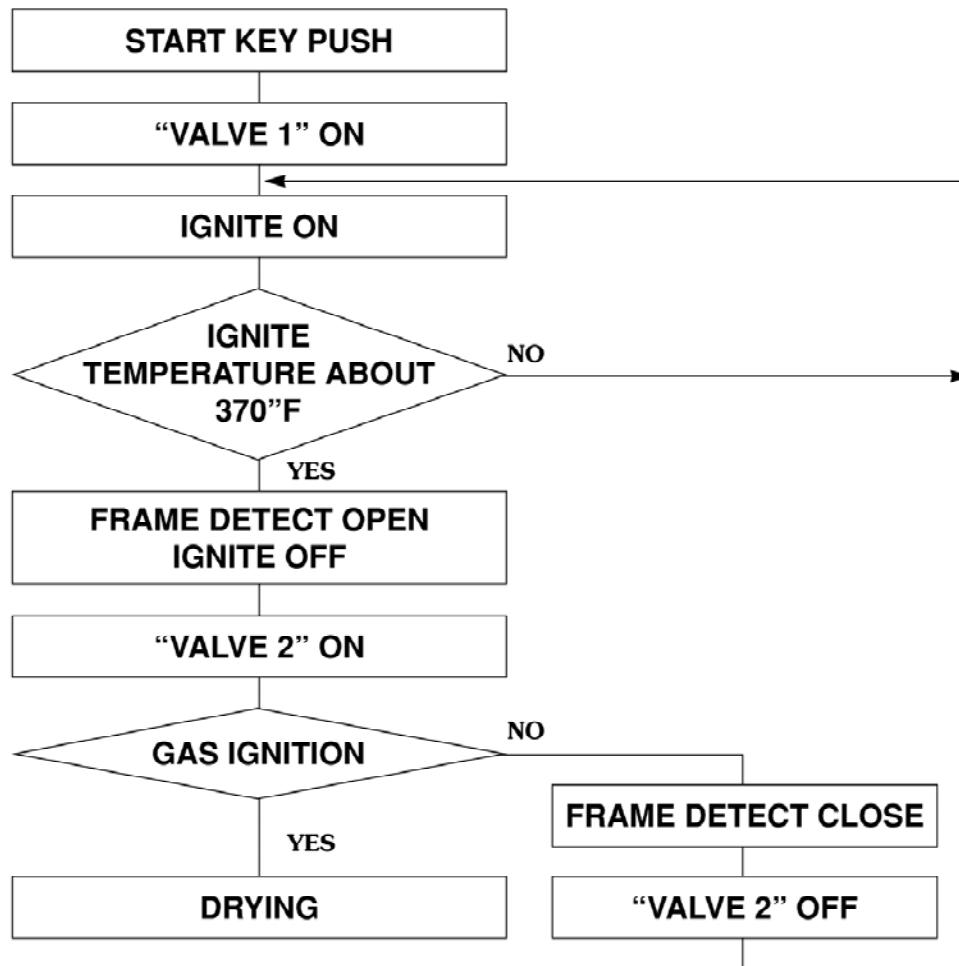 START KEY PUSH
“VALVE 1” ON
IGNITE ON
IGNITE
TEMPERATURE ABOUT
370”F
NO
YES
FRAME DETECT OPEN
IGNITE OFF
“VALVE 2” ON
GAS IGNITION
NO
YES
FRAME DETECT CLOSE
DRYING
“VALVE 2” OFF